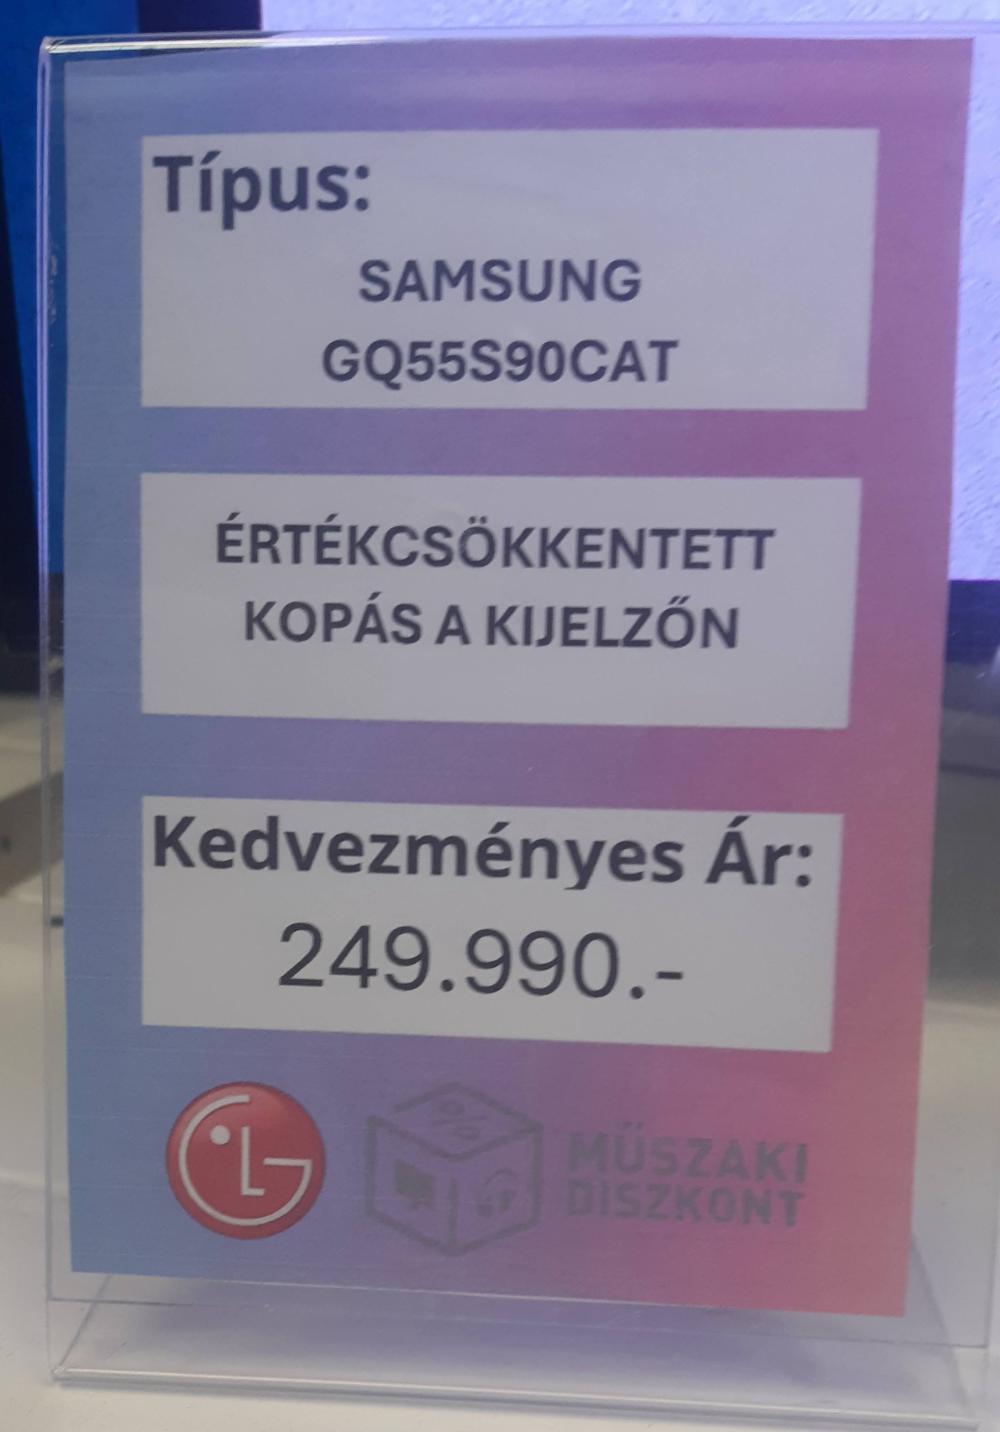 Típus:
SAMSUNG
GQ55S90CAT
ÉRTÉKCSÖKKENTETT
KOPÁS A KIJELZŐN
Kedvezményes Ár:
249.990.-
LG
%
MŰSZAKI
DISZKONT